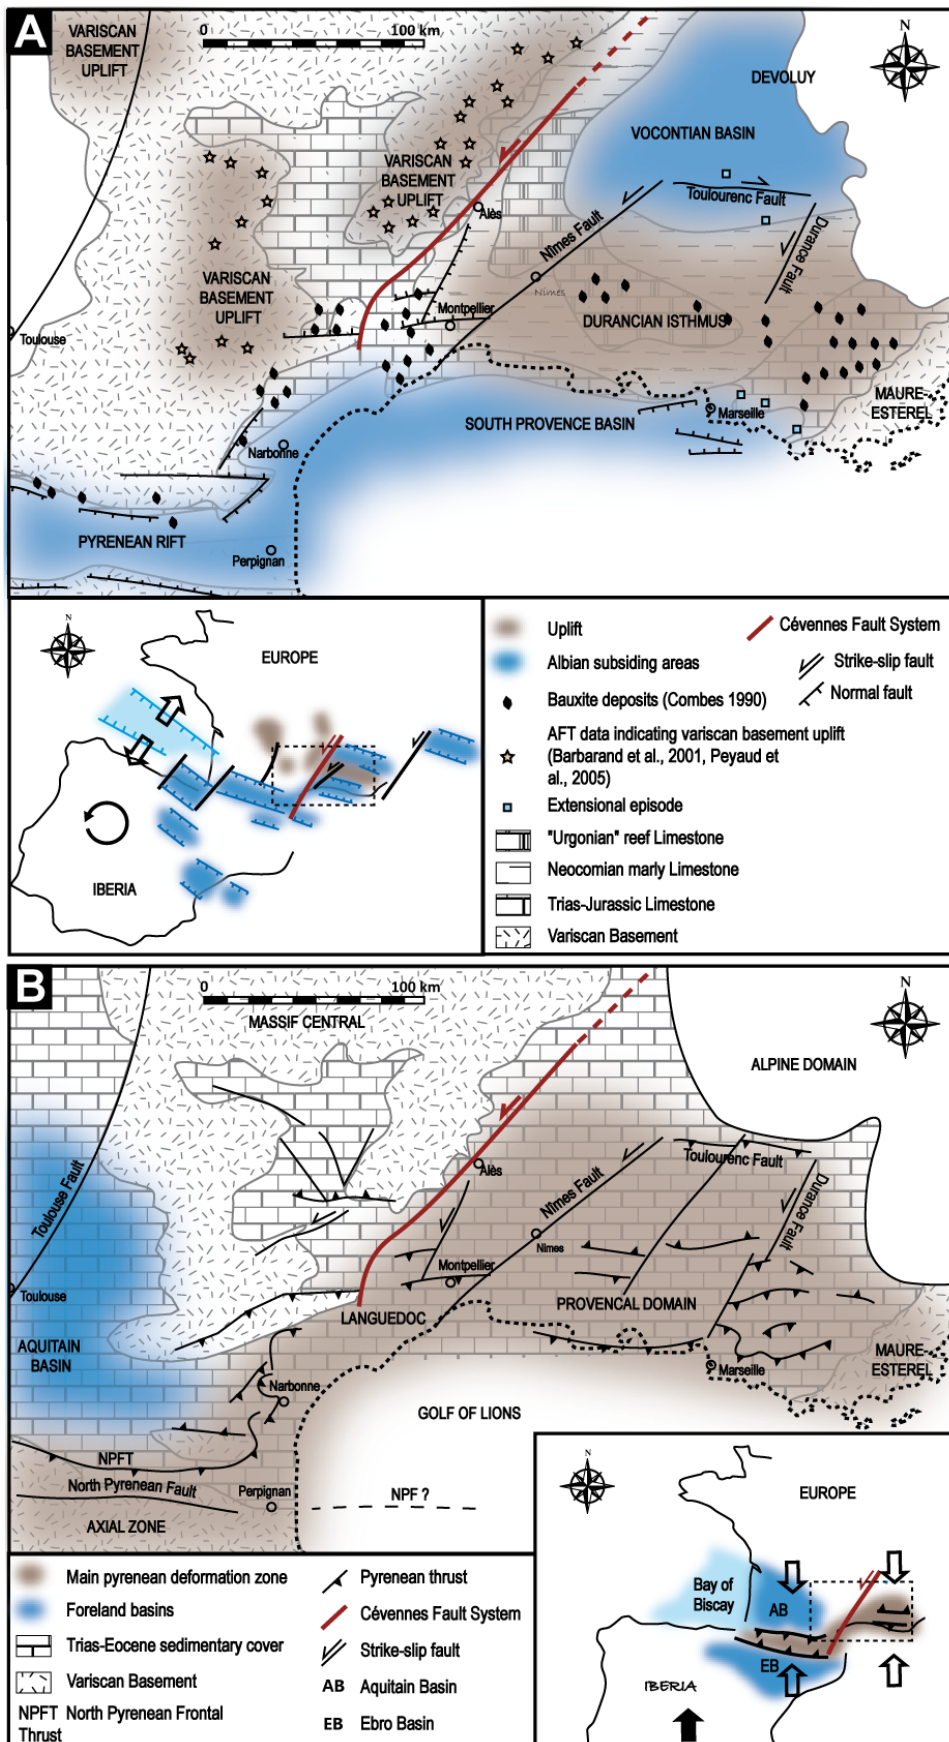 A
VARISCAN
BASEMENT
UPLIFT
0
100 km
N
DEVOLUY
VOCONTIAN BASIN
VARISCAN
BASEMENT
UPLIFT
Toulourenc Fault
Alès
Nîmes Fault
Durance Fault
VARISCAN
BASEMENT
UPLIFT
Nîmes
Montpellier
DURANCIAN ISTHMUS
Toulouse
MAURE-
ESTEREL
Marseille
SOUTH PROVENCE BASIN
Narbonne
PYRENEAN RIFT
Perpignan
N
EUROPE
IBERIA
Uplift
Cévennes Fault System
Albian subsiding areas
Strike-slip fault
Bauxite deposits (Combes 1990)
Normal fault
AFT data indicating variscan basement uplift
(Barbarand et al., 2001, Peyaud et
al., 2005)
Extensional episode
"Urgonian" reef Limestone
Neocomian marly Limestone
Trias-Jurassic Limestone
Variscan Basement
B
0
100 km
MASSIF CENTRAL
N
ALPINE DOMAIN
Toulouse Fault
Alès
Nîmes Fault
Toulourenc Fault
Durance Fault
Nimes
Montpellier
Toulouse
LANGUEDOC
PROVENCAL DOMAIN
AQUITAIN
BASIN
MAURE-
ESTEREL
Marseille
Narbonne
GOLF OF LIONS
NPFT
North Pyrenean Fault
Perpignan
NPF ?
AXIAL ZONE
Main pyrenean deformation zone
Pyrenean thrust
Foreland basins
Cévennes Fault System
Trias-Eocene sedimentary cover
Strike-slip fault
Variscan Basement
AB Aquitain Basin
NPFT North Pyrenean Frontal
Thrust
EB Ebro Basin
N
EUROPE
Bay of
Biscay
AB
EB
IBERIA